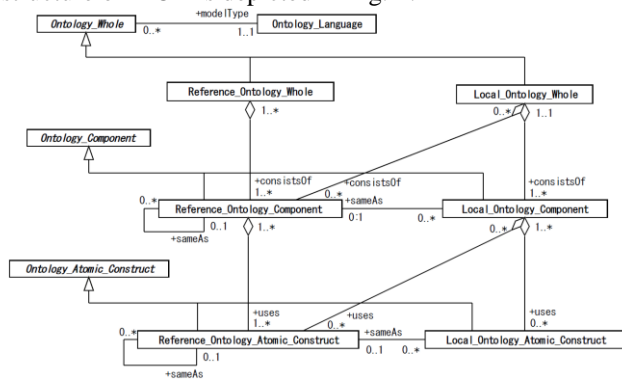 +modelType
Ontology_Whole
Ontology_Language
0..*
1..1
Reference_Ontology_Whole
Local_Ontology_Whole
1..*
0..*
1..1
Ontology_Component
+consistsOf
+consistsOf
+consistsOf
0..*
1..*
0..*
+sameAs
1..*
Reference_Ontology_Component
Local_Ontology_Component
0..1
1..*
0:1
0..*
0..*
1..*
+sameAs
Ontology_Atomic_Construct
+uses
+uses
+uses
0..*
1..*
0..*
+sameAs
0..*
Reference_Ontology_Atomic_Construct
Local_Ontology_Atomic_Construct
0..1
0..1
0..*
+sameAs